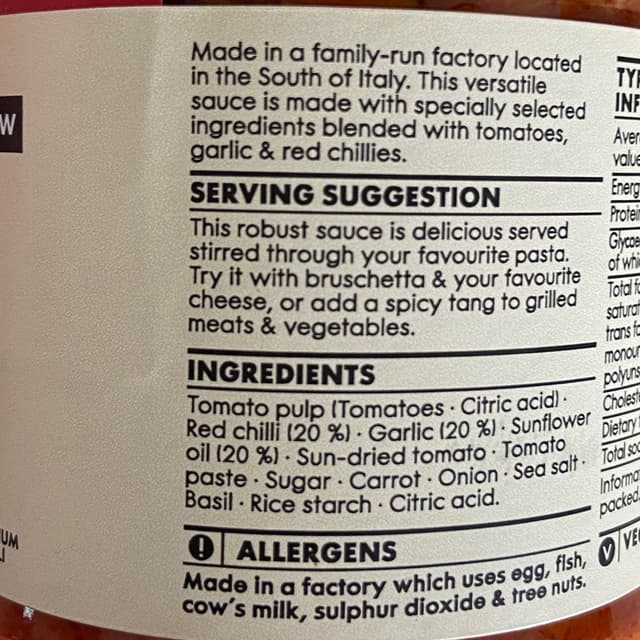 Made in a family-run factory located
in the South of Italy. This versatile
sauce is made with specially selected
ingredients blended with tomatoes,
garlic & red chillies.
SERVING SUGGESTION
This robust sauce is delicious served
stirred through your favourite pasta.
Try it with bruschetta & your favourite
cheese, or add a spicy tang to grilled
meats & vegetables.
INGREDIENTS
Tomato pulp (Tomatoes · Citric acid) ·
Red chilli (20 %) · Garlic (20 %) · Sunflower
oil (20 %) · Sun-dried tomato · Tomato
paste · Sugar · Carrot · Onion · Sea salt ·
Basil · Rice starch · Citric acid.
ALLERGENS
Made in a factory which uses egg, fish,
cow's milk, sulphur dioxide & tree nuts.
of
Dietary
Total
V